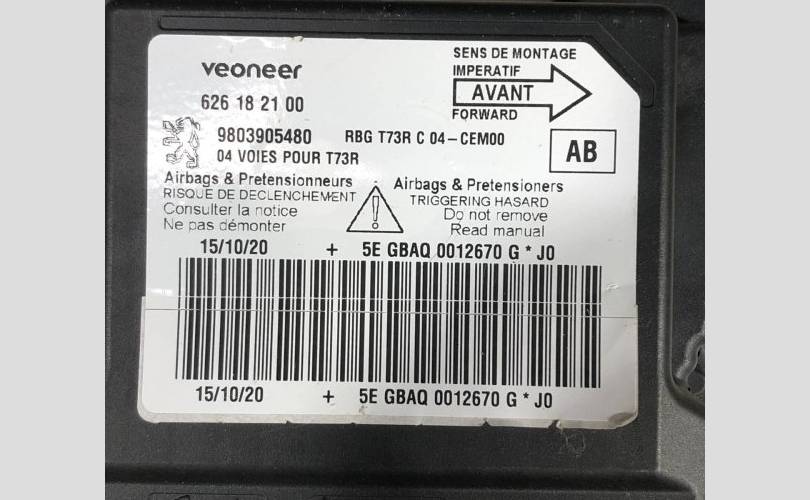 veoneer
626 18 21 00
SENS DE MONTAGE
IMPERATIF
AVANT
FORWARD
9803905480 RBG T73R C 04-CEM00
04 VOIES POUR T73R
AB
Airbags & Pretensionneurs
RISQUE DE DECLENCHEMENT
Consulter la notice
Ne pas démonter
!
Airbags & Pretensioners
TRIGGERING HASARD
Do not remove
Read manual
15/10/20 + 5E GBAQ 0012670 G * J0
15/10/20 + 5E GBAQ 0012670 G * J0